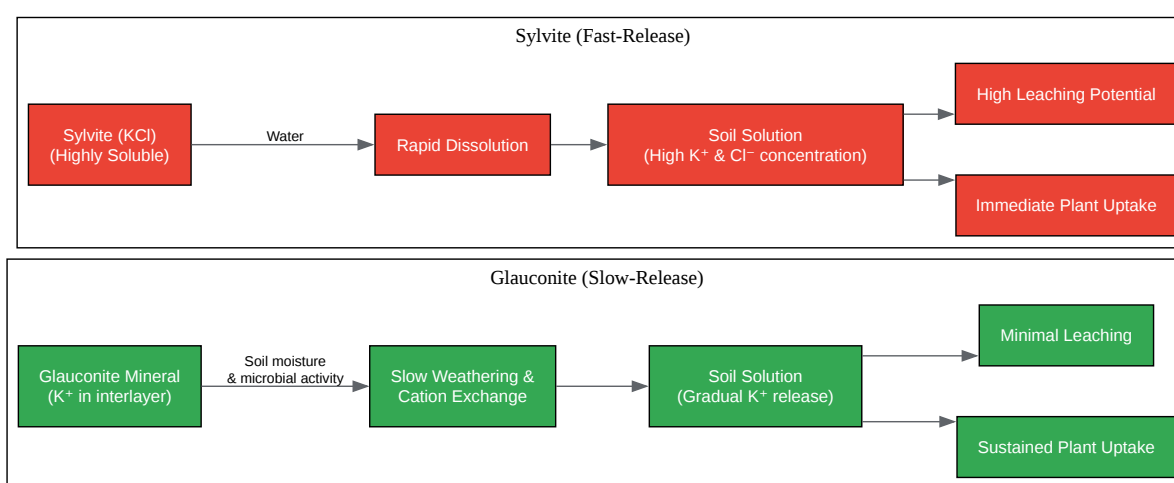 Sylvite (Fast-Release)
Sylvite (KCl)
(Highly Soluble)
Water
Rapid Dissolution
Soil Solution
(High K⁺ & Cl⁻ concentration)
High Leaching Potential
Immediate Plant Uptake
Glauconite (Slow-Release)
Glauconite Mineral
(K⁺ in interlayer)
Soil moisture
& microbial activity
Slow Weathering &
Cation Exchange
Soil Solution
(Gradual K⁺ release)
Minimal Leaching
Sustained Plant Uptake